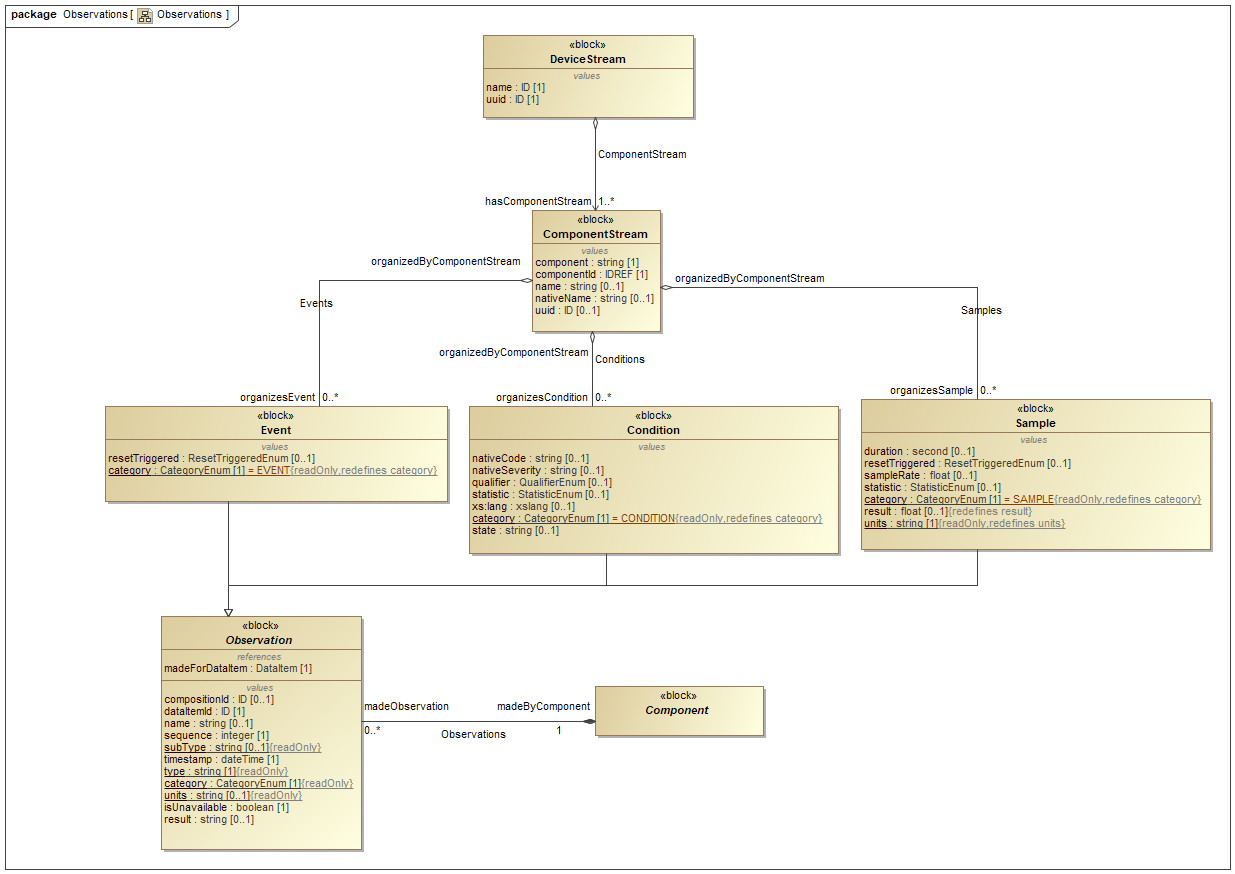 package Observations [ Observations ]
«block»
DeviceStream
values
name : ID [1]
uuid : ID [1]
ComponentStream
hasComponentStream 1..*
«block»
ComponentStream
values
component : string [1]
componentId : IDREF [1]
name : string [0..1]
nativeName : string [0..1]
uuid : ID [0..1]
organizedByComponentStream
Events
organizesEvent 0..*
organizedByComponentStream
Conditions
organizesCondition 0..*
organizedByComponentStream
Samples
organizesSample 0..*
«block»
Event
values
resetTriggered : ResetTriggeredEnum [0..1]
category : CategoryEnum [1] = EVENT{readOnly,redefines category}
«block»
Condition
values
nativeCode : string [0..1]
nativeSeverity : string [0..1]
qualifier : QualifierEnum [0..1]
statistic : StatisticEnum [0..1]
xs:lang : xslang [0..1]
category : CategoryEnum [1] = CONDITION{readOnly,redefines category}
state : string [0..1]
«block»
Sample
values
duration : second [0..1]
resetTriggered : ResetTriggeredEnum [0..1]
sampleRate : float [0..1]
statistic : StatisticEnum [0..1]
category : CategoryEnum [1] = SAMPLE{readOnly,redefines category}
result : float [0..1]{redefines result}
units : string [1]{readOnly,redefines units}
«block»
Observation
references
madeForDataItem : DataItem [1]
values
compositionId : ID [0..1]
dataItemId : ID [1]
name : string [0..1]
sequence : integer [1]
subType : string [0..1]{readOnly}
timestamp : dateTime [1]
type : string [1]{readOnly}
category : CategoryEnum [1]{readOnly}
units : string [0..1]{readOnly}
isUnavailable : boolean [1]
result : string [0..1]
madeObservation madeByComponent
0..* Observations 1
«block»
Component